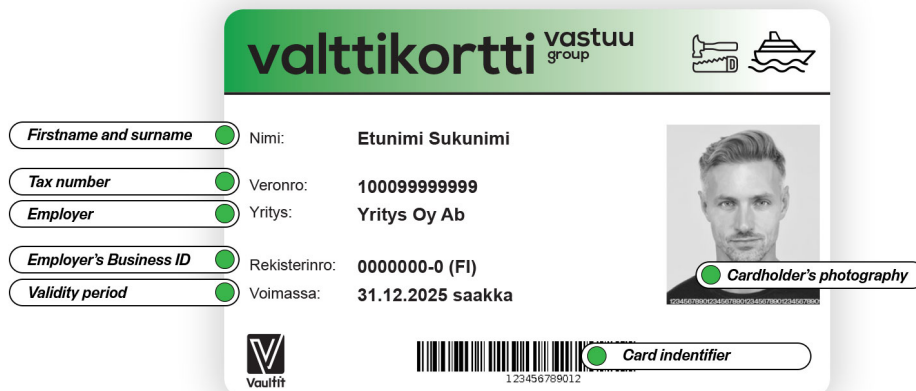 valttikortti vastuu group
Firstname and surname Nimi: Etunimi Sukunimi
Tax number Veronro: 100099999999
Employer Yritys: Yritys Oy Ab
Employer's Business ID Rekisterinro: 0000000-0 (FI)
Cardholder's photography
Validity period Voimassa: 31.12.2025 saakka
Card indentifier
Vaultit
123456789012